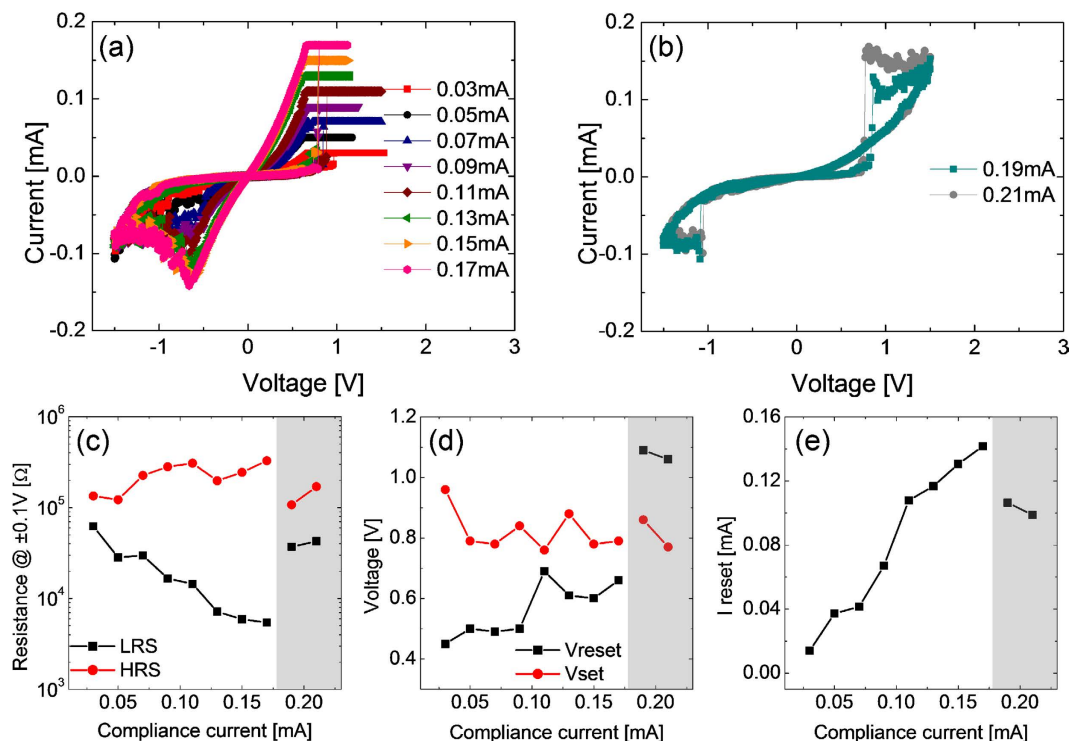 (a)
0.2
0.1
0.0
-0.1
-0.2
Current [mA]
-1
0
1
2
3
Voltage [V]
0.03mA
0.05mA
0.07mA
0.09mA
0.11mA
0.13mA
0.15mA
0.17mA
(b)
0.2
0.1
0.0
-0.1
-0.2
Current [mA]
-1
0
1
2
3
Voltage [V]
0.19mA
0.21mA
(c)
10^6
10^5
10^4
10^3
Resistance @ ±0.1V [Ω]
LRS
HRS
0.05
0.10
0.15
0.20
Compliance current [mA]
(d)
1.2
1.0
0.8
0.6
0.4
Voltage [V]
Vreset
Vset
0.05
0.10
0.15
0.20
Compliance current [mA]
(e)
0.16
0.12
0.08
0.04
0.00
I reset [mA]
0.05
0.10
0.15
0.20
Compliance current [mA]